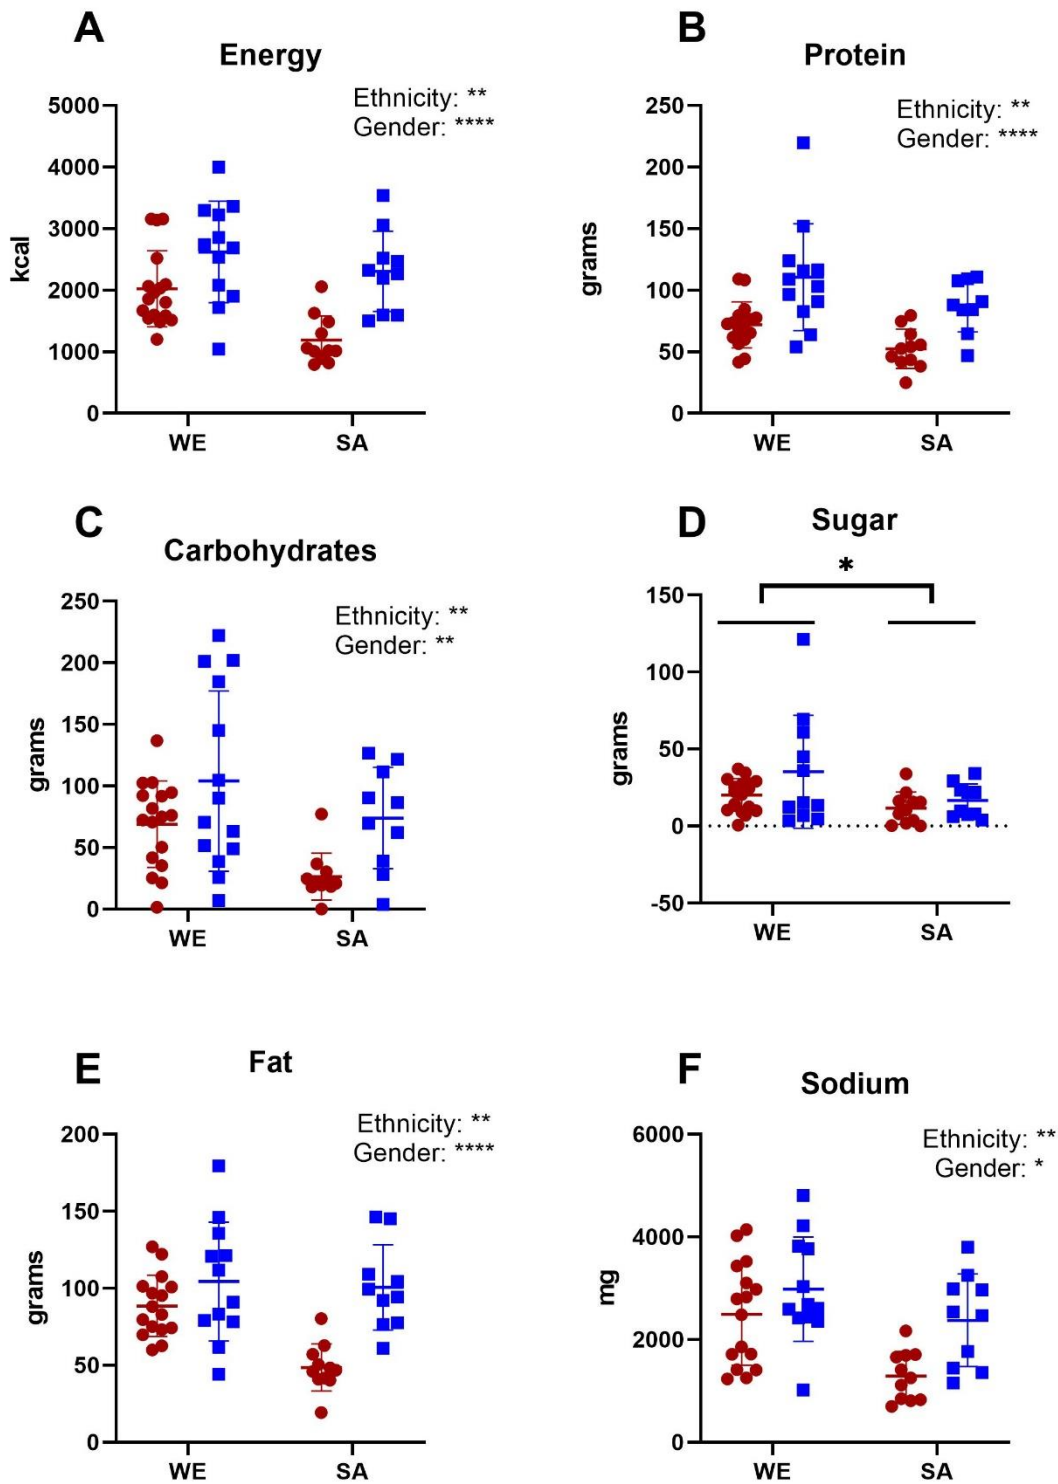 A
Energy
Ethnicity: **
Gender: ****
5000
4000
3000
2000
1000
0
kcal
WE
SA
B
Protein
Ethnicity: **
Gender: ****
250
200
150
100
50
0
grams
WE
SA
C
Carbohydrates
Ethnicity: **
Gender: **
250
200
150
100
50
0
grams
WE
SA
D
Sugar
*
150
100
50
0
-50
grams
WE
SA
E
Fat
Ethnicity: **
Gender: ****
200
150
100
50
0
grams
WE
SA
F
Sodium
Ethnicity: **
Gender: *
6000
4000
2000
0
mg
WE
SA